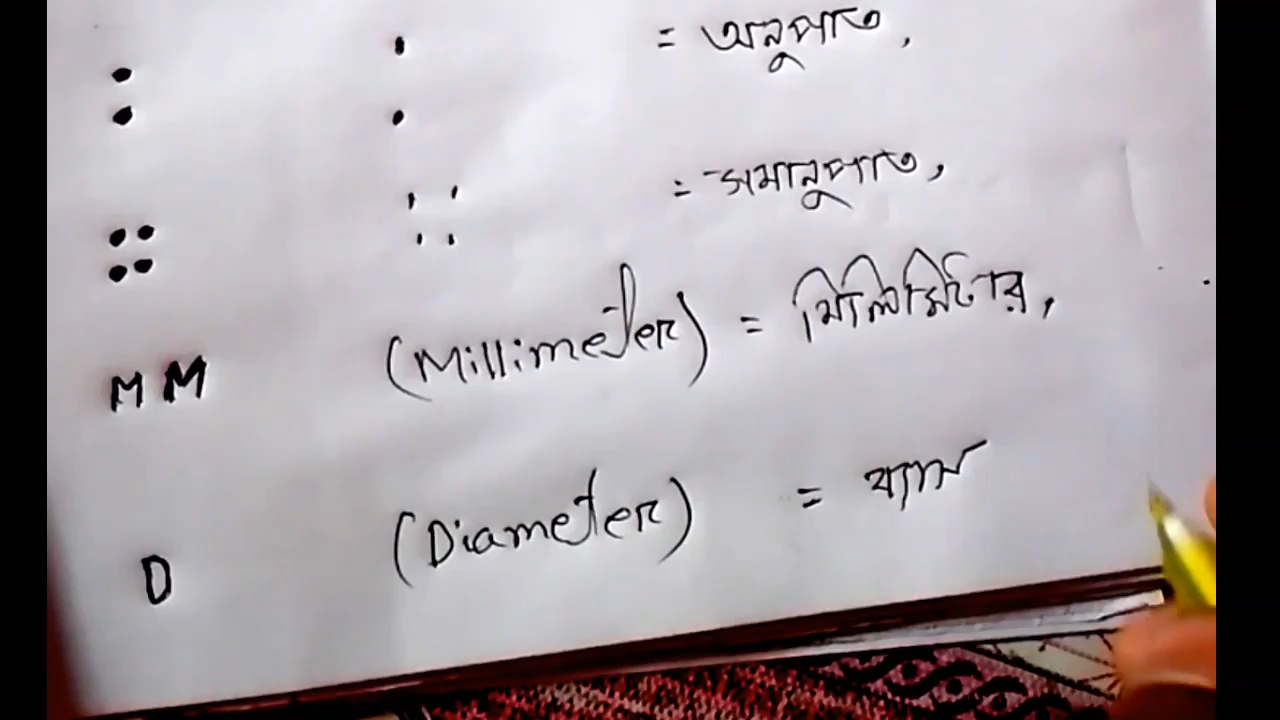 : : = অনুপাত,
:: :: = সমানুপাত,
MM (Millimeter) = মিলিমিটার,
D (Diameter) = ব্যাস